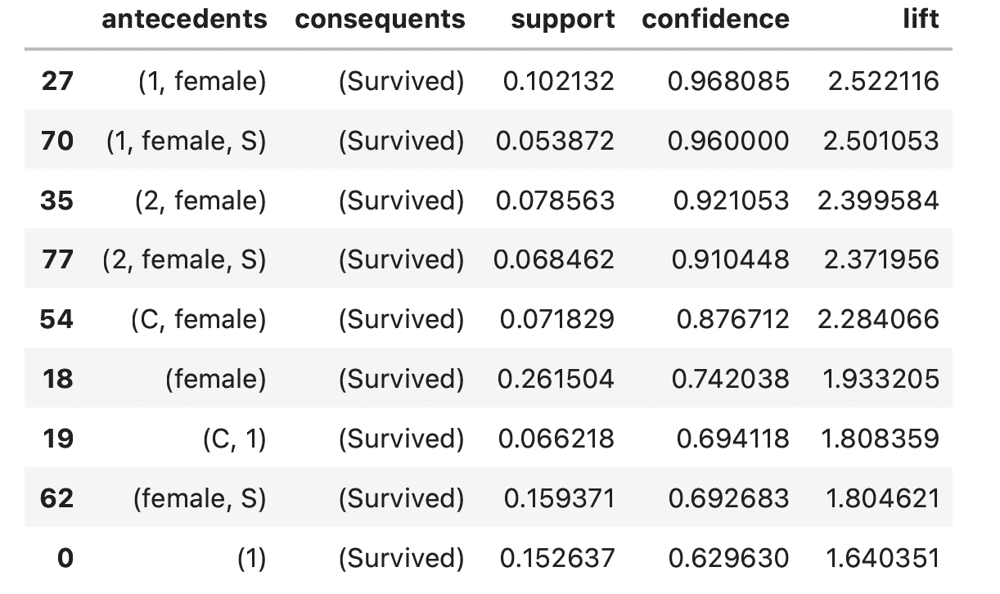 antecedents consequents support confidence lift
27 (1, female) (Survived) 0.102132 0.968085 2.522116
70 (1, female, S) (Survived) 0.053872 0.960000 2.501053
35 (2, female) (Survived) 0.078563 0.921053 2.399584
77 (2, female, S) (Survived) 0.068462 0.910448 2.371956
54 (C, female) (Survived) 0.071829 0.876712 2.284066
18 (female) (Survived) 0.261504 0.742038 1.933205
19 (C, 1) (Survived) 0.066218 0.694118 1.808359
62 (female, S) (Survived) 0.159371 0.692683 1.804621
0 (1) (Survived) 0.152637 0.629630 1.640351